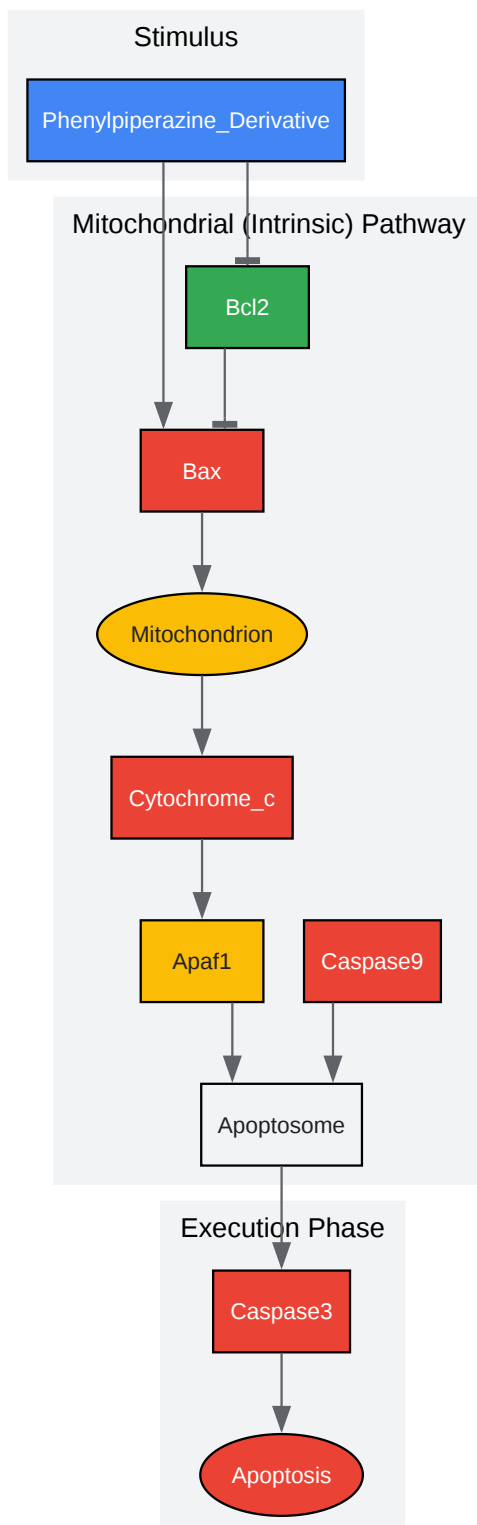 Stimulus
Phenylpiperazine_Derivative
Mitochondrial (Intrinsic) Pathway
Bcl2
Bax
Mitochondrion
Cytochrome_c
Apaf1
Caspase9
Apoptosome
Execution Phase
Caspase3
Apoptosis